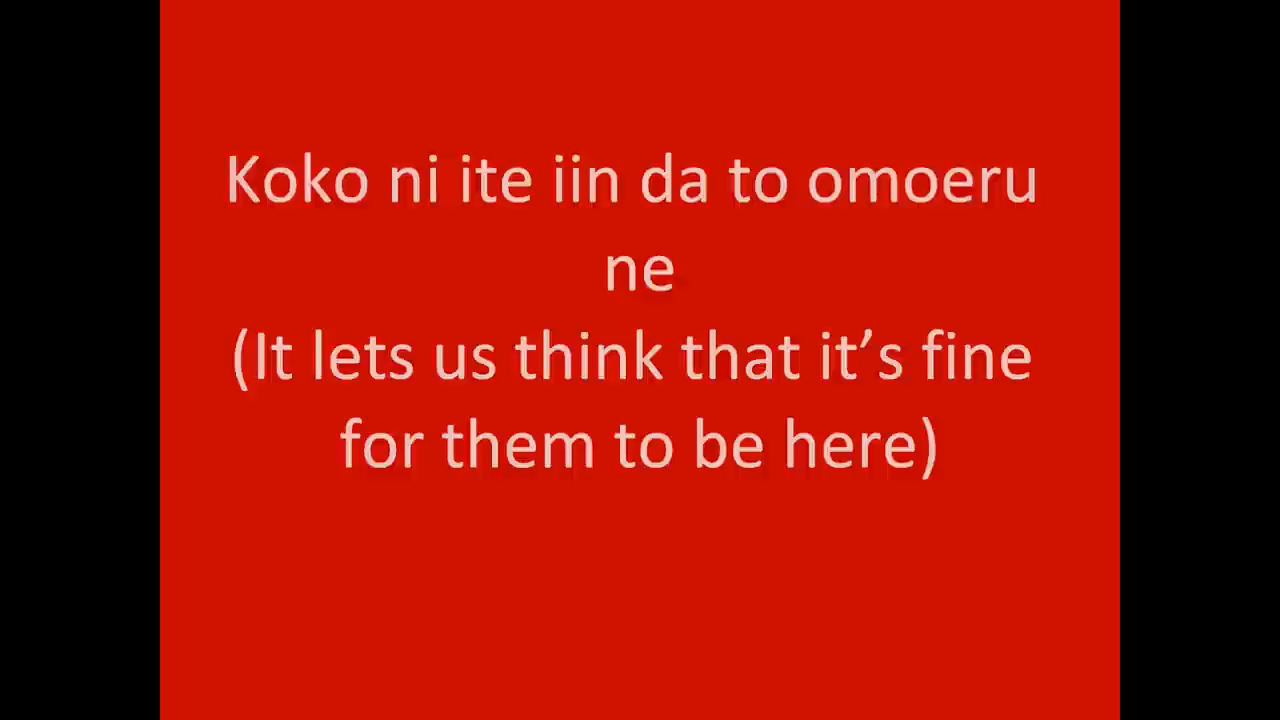 Koko ni ite iin da to omoeru
ne
(It lets us think that it’s fine
for them to be here)